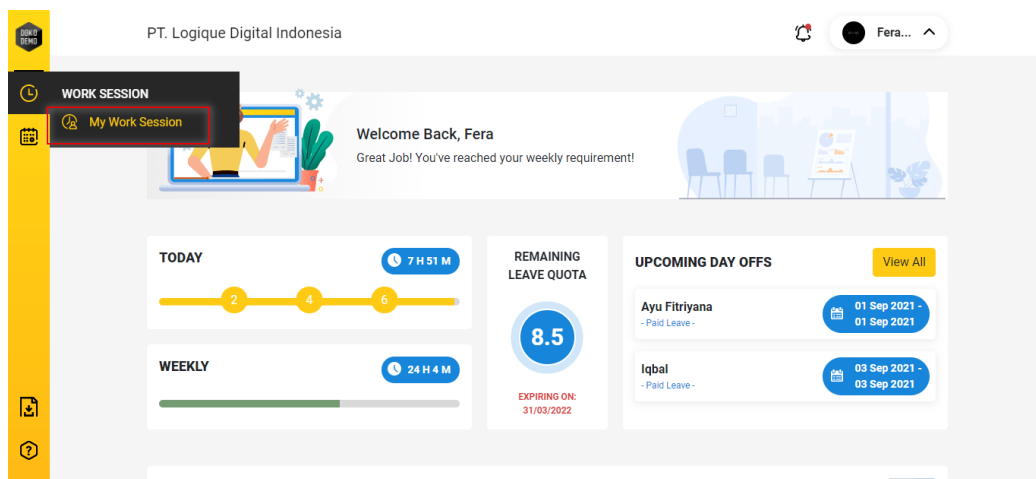 DOKO
DEMO
PT. Logique Digital Indonesia
Fera...
WORK SESSION
My Work Session
Welcome Back, Fera
Great Job! You've reached your weekly requirement!
TODAY
7 H 51 M
2
4
6
WEEKLY
24 H 4 M
REMAINING
LEAVE QUOTA
8.5
EXPIRING ON:
31/03/2022
UPCOMING DAY OFFS
View All
Ayu Fitriyana
- Paid Leave -
01 Sep 2021 -
01 Sep 2021
Iqbal
- Paid Leave -
03 Sep 2021 -
03 Sep 2021